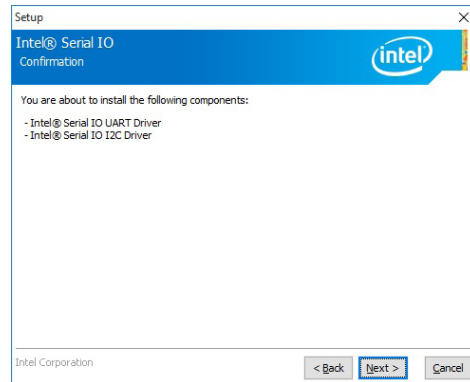 Setup
Intel® Serial IO
Confirmation
intel
You are about to install the following components:
- Intel® Serial IO UART Driver
- Intel® Serial IO I2C Driver
Intel Corporation
< Back
Next >
Cancel